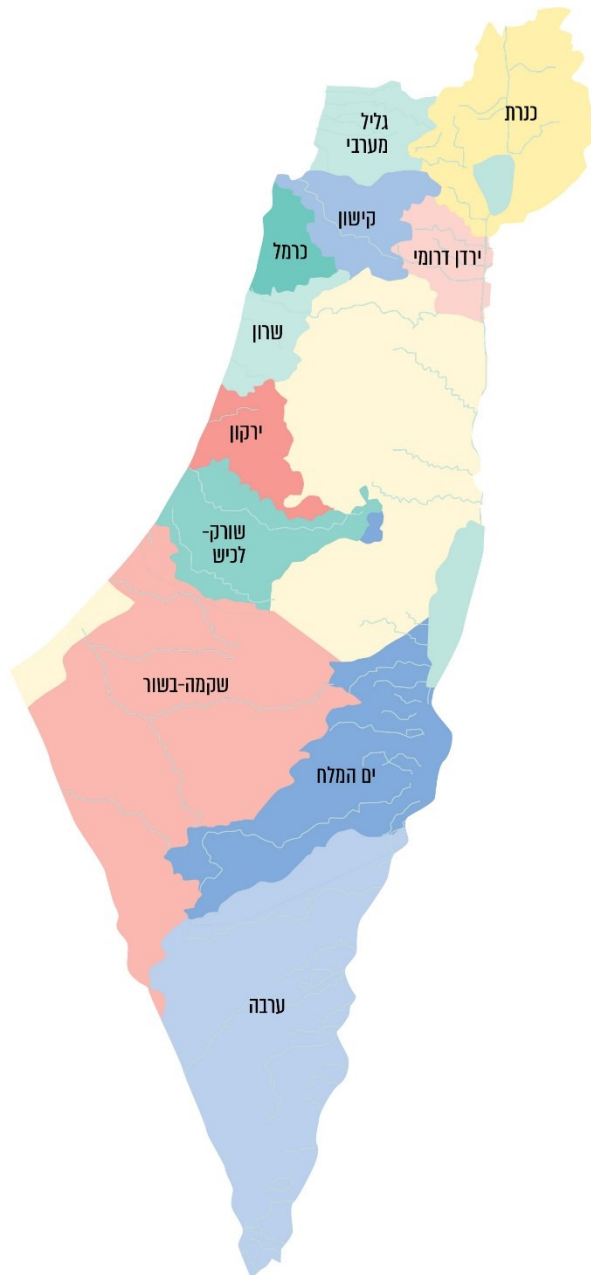 כנרת
גליל
מערבי
קישון
ירדן דרומי
כרמל
שרון
ירקון
שורק-
לכיש
שקמה-בשור
ים המלח
ערבה